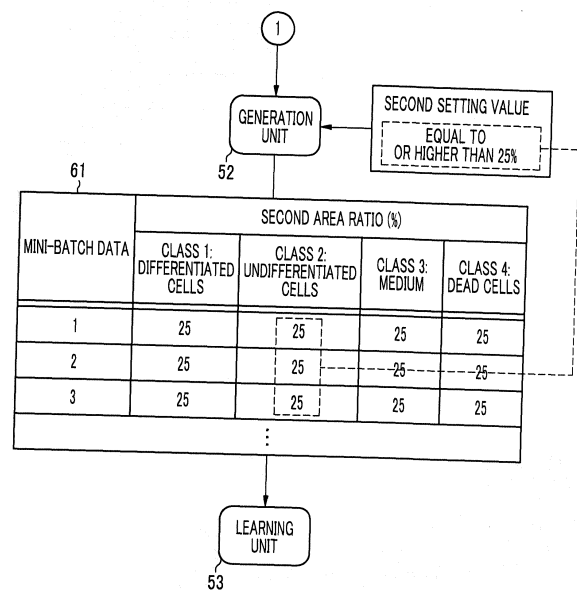 1
GENERATION
UNIT
52
SECOND SETTING VALUE
EQUAL TO
OR HIGHER THAN 25%
61
MINI-BATCH DATA
SECOND AREA RATIO (%)
CLASS 1:
DIFFERENTIATED
CELLS
CLASS 2:
UNDIFFERENTIATED
CELLS
CLASS 3:
MEDIUM
CLASS 4:
DEAD CELLS
1 25 25 25 25
2 25 25 25 25
3 25 25 25 25
⋮
LEARNING
UNIT
53